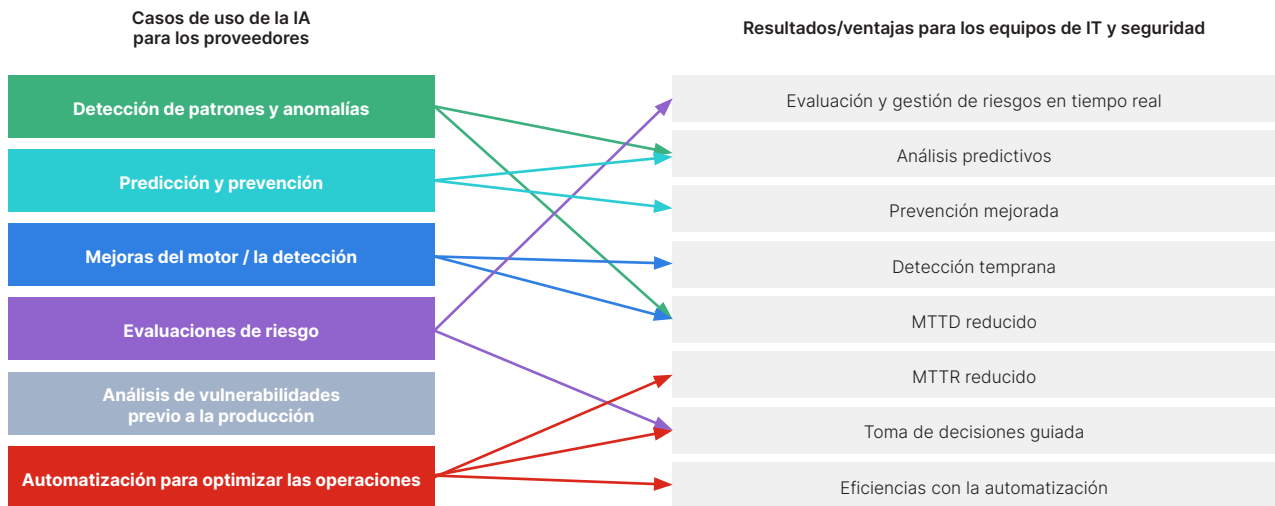 Casos de uso de la IA
para los proveedores
Resultados/ventajas para los equipos de IT y seguridad
Detección de patrones y anomalías
Predicción y prevención
Mejoras del motor / la detección
Evaluaciones de riesgo
Análisis de vulnerabilidades
previo a la producción
Automatización para optimizar las operaciones
Evaluación y gestión de riesgos en tiempo real
Análisis predictivos
Prevención mejorada
Detección temprana
MTTD reducido
MTTR reducido
Toma de decisiones guiada
Eficiencias con la automatización